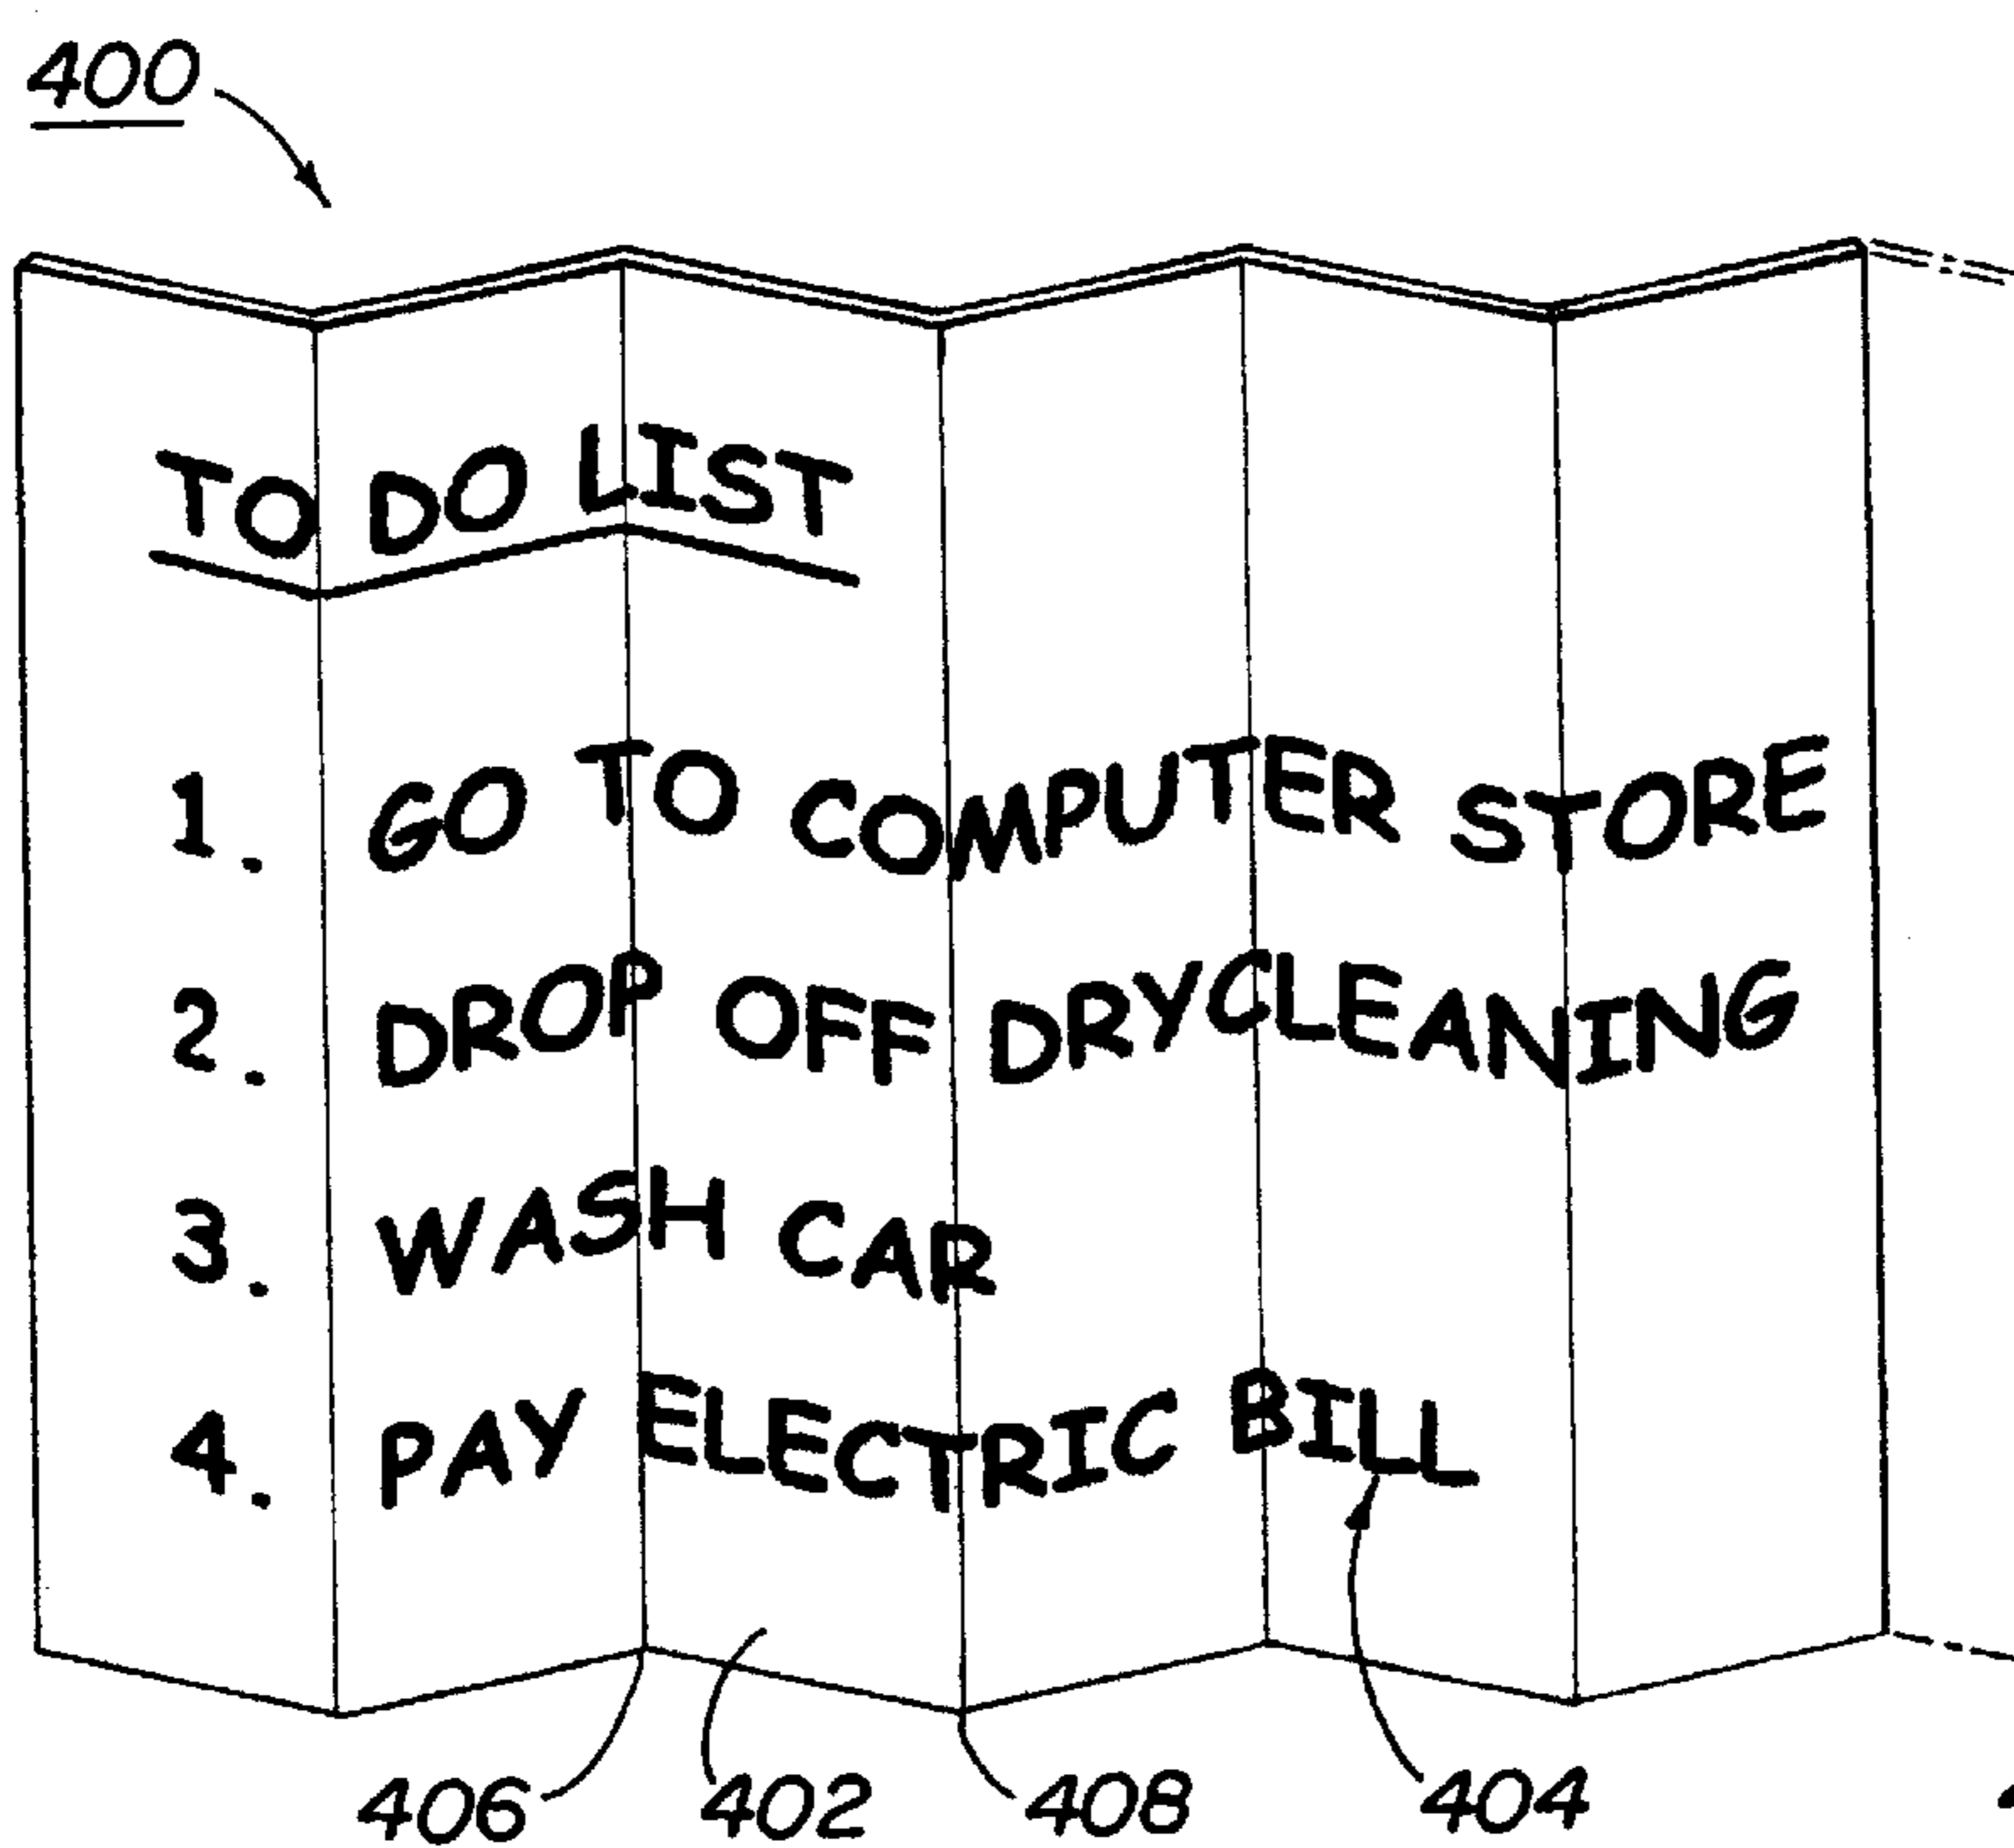 400
TO DO LIST
1. GO TO COMPUTER STORE
2. DROP OFF DRYCLEANING
3. WASH CAR
4. PAY ELECTRIC BILL
406 402 408 404